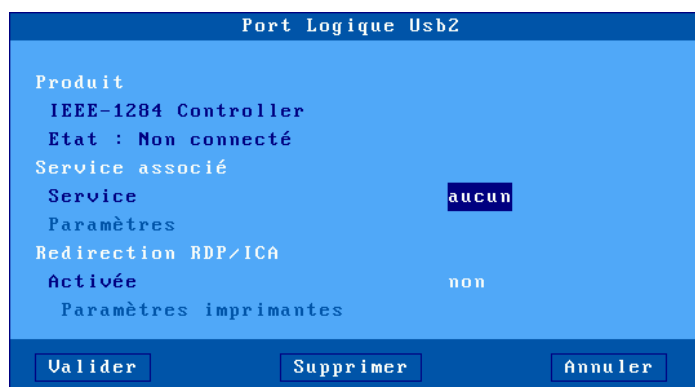 Port Logique Usb2
Produit
IEEE-1284 Controller
Etat : Non connecté
Service associé
Service aucun
Paramètres
Redirection RDP/ICA
Activée non
Paramètres imprimantes
Valider Supprimer Annuler